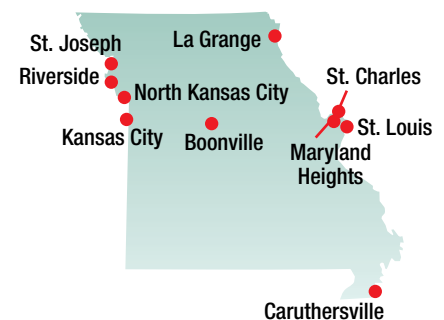 St. Joseph
La Grange
Riverside
St. Charles
North Kansas City
Kansas City
Boonville
St. Louis
Maryland
Heights
Caruthersville